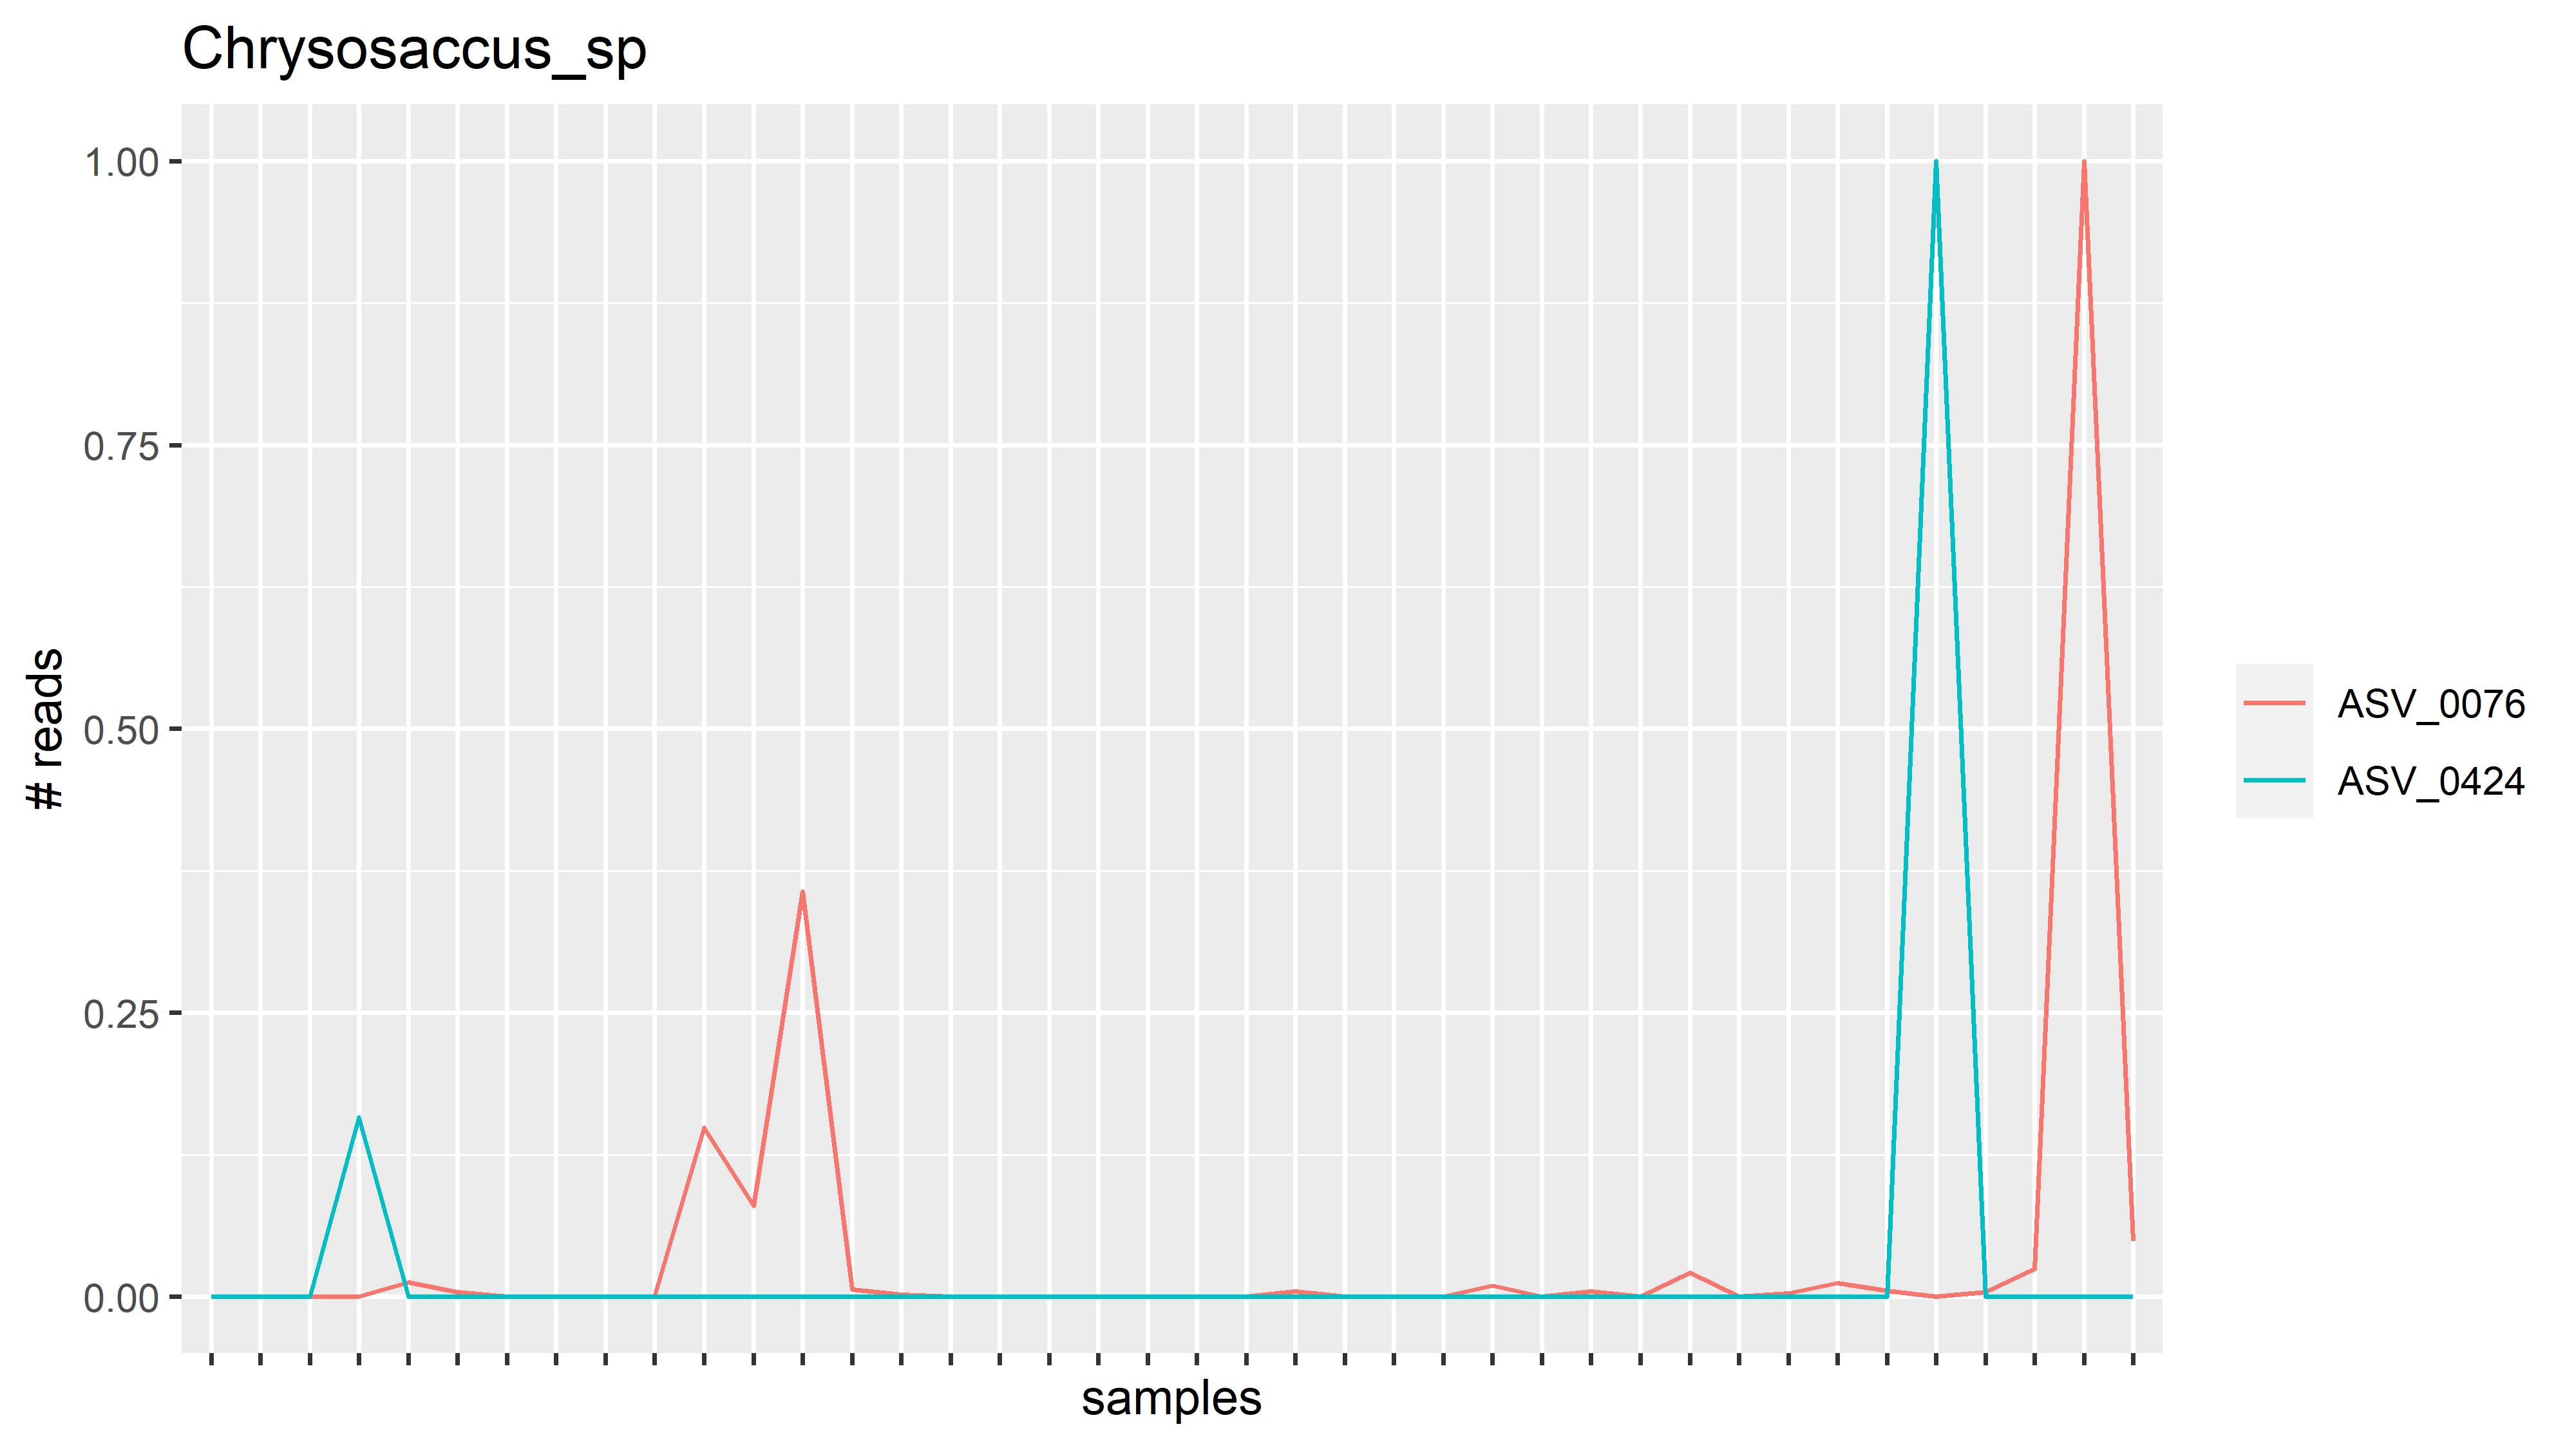 Chrysosaccus_sp
1.00
0.75
0.50
0.25
0.00
# reads
samples
ASV_0076
ASV_0424